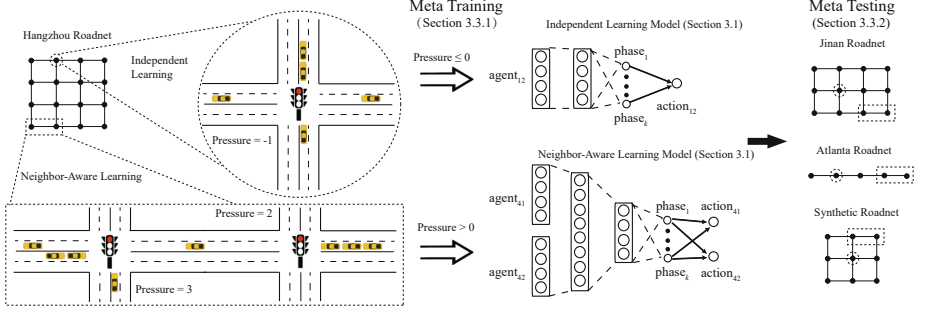 Meta Training
(Section 3.3.1)
Meta Testing
(Section 3.3.2)
Hangzhou Roadnet
Independent
Learning
Pressure = -1
Neighbor-Aware Learning
Pressure = 2
Pressure = 3
Pressure ≤ 0
Pressure > 0
Independent Learning Model (Section 3.1)
agent12
phase1
phasek
action12
Neighbor-Aware Learning Model (Section 3.1)
agent41
agent42
phase1
phasek
action41
action42
Jinan Roadnet
Atlanta Roadnet
Synthetic Roadnet